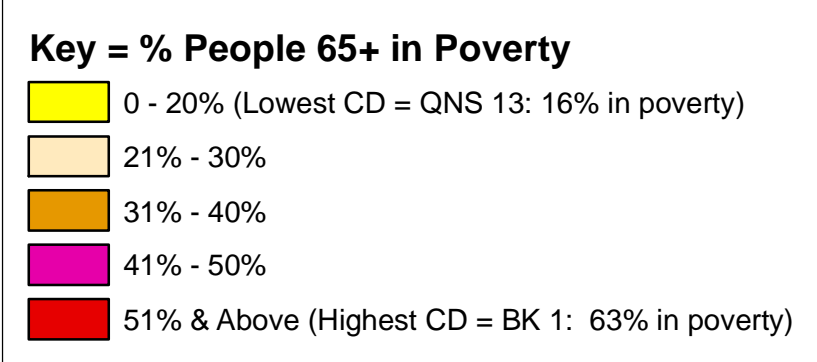 Key = % People 65+ in Poverty
0 - 20% (Lowest CD = QNS 13: 16% in poverty)
21% - 30%
31% - 40%
41% - 50%
51% & Above (Highest CD = BK 1:  63% in poverty)